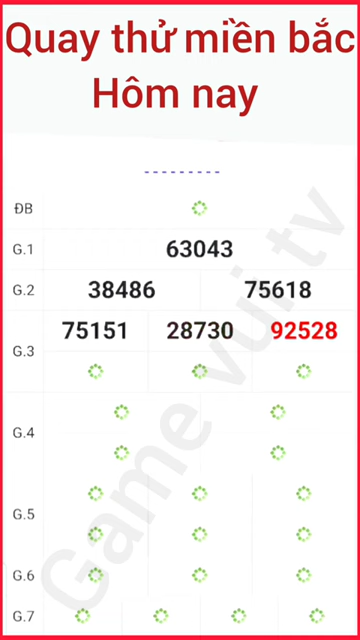 Quay thử miền bắc
Hôm nay
---------
ĐB
G.1 63043
G.2 38486 75618
G.3 75151 28730 92528
G.4
G.5
G.6
G.7
Game vui tv